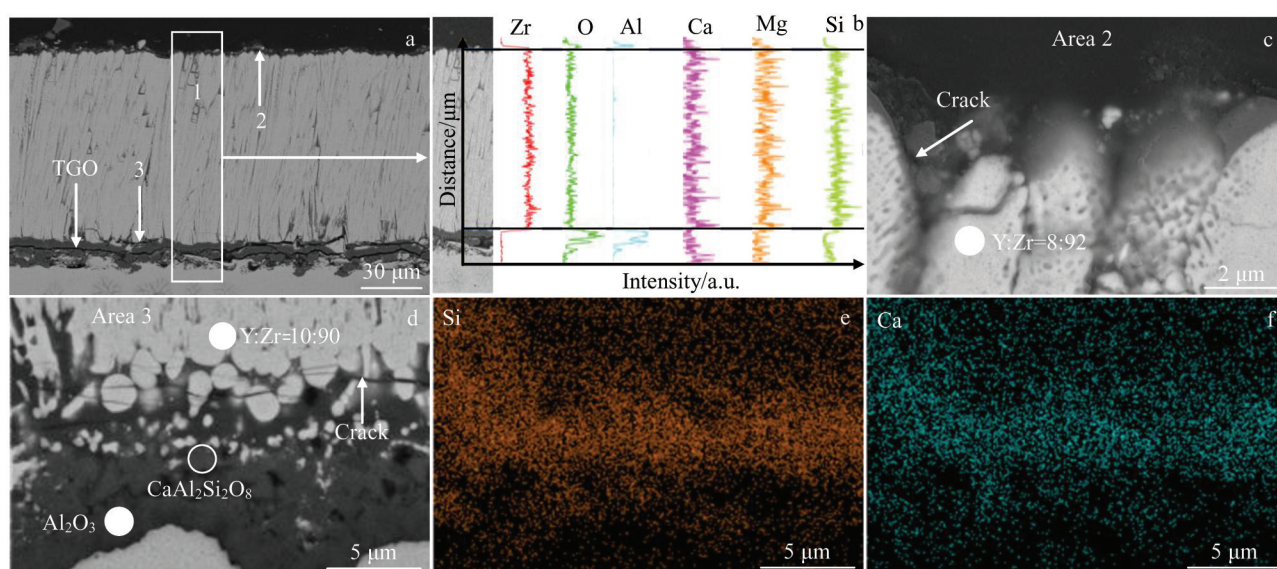 a
1
2
TGO
3
30 μm
Zr O Al Ca Mg Si b
Distance/μm
Intensity/a.u.
Area 2 c
Crack
Y:Zr=8:92
2 μm
Area 3 d
Y:Zr=10:90
Crack
CaAl₂Si₂O₈
Al₂O₃
5 μm
Si e
5 μm
Ca f
5 μm